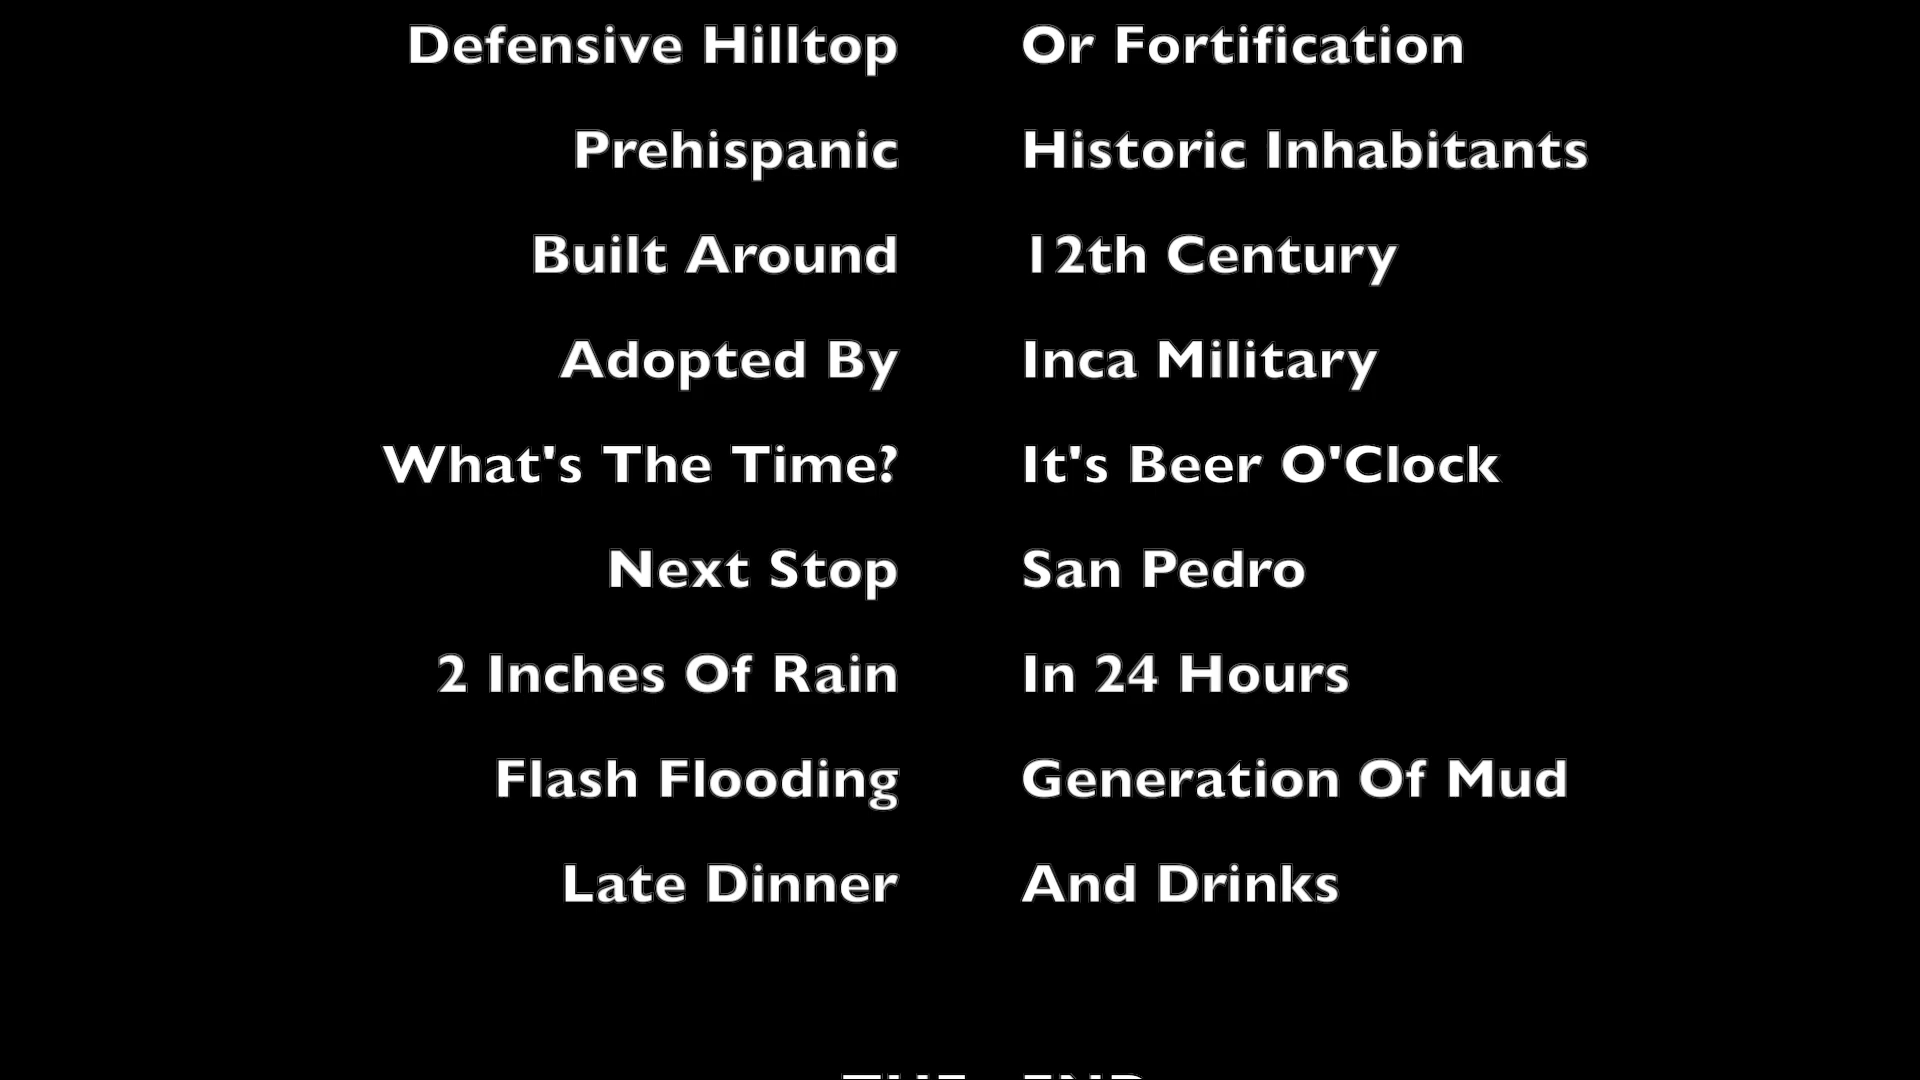 Defensive Hilltop Or Fortification
Prehispanic Historic Inhabitants
Built Around 12th Century
Adopted By Inca Military
What's The Time? It's Beer O'Clock
Next Stop San Pedro
2 Inches Of Rain In 24 Hours
Flash Flooding Generation Of Mud
Late Dinner And Drinks
THE END